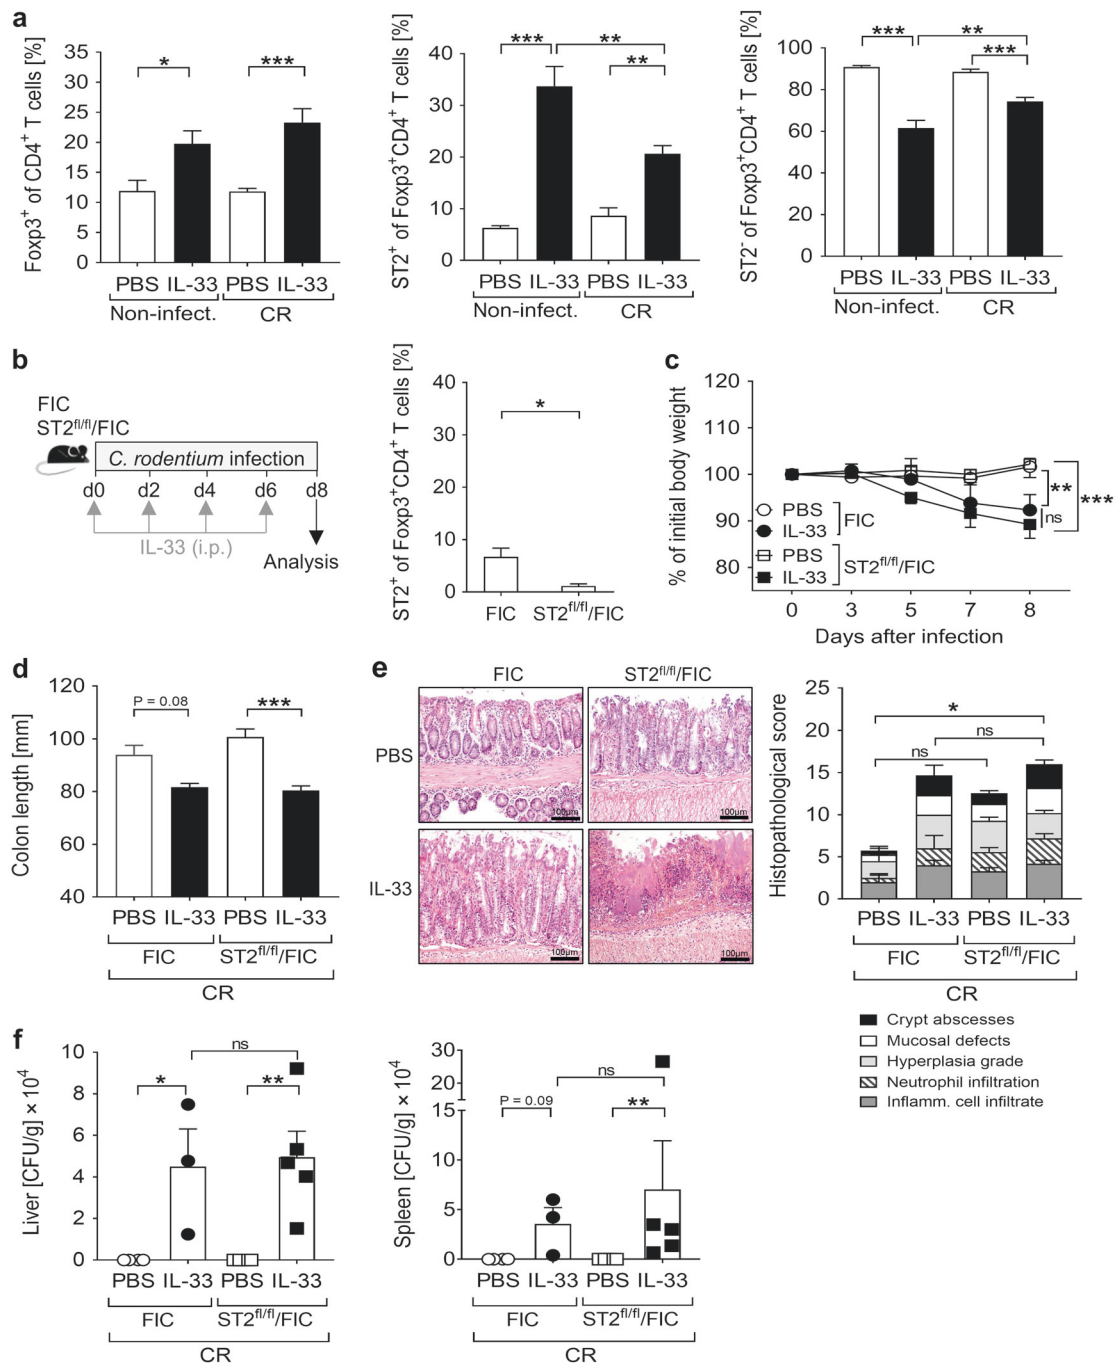 a
Foxp3⁺ of CD4⁺ T cells [%]
35
30
25
20
15
10
5
0
*
***
PBS IL-33 PBS IL-33
Non-infect. CR
ST2⁺ of Foxp3⁺CD4⁺ T cells [%]
40
30
20
10
0
*** **
**
PBS IL-33 PBS IL-33
Non-infect. CR
ST2⁻ of Foxp3⁺CD4⁺ T cells [%]
100
80
60
40
20
0
*** **
***
PBS IL-33 PBS IL-33
Non-infect. CR
b
FIC
ST2fl/fl/FIC
C. rodentium infection
d0 d2 d4 d6 d8
IL-33 (i.p.)
Analysis
ST2⁺ of Foxp3⁺CD4⁺ T cells [%]
40
30
20
10
0
*
FIC ST2fl/fl/FIC
c
% of initial body weight
120
110
100
90
80
PBS
IL-33
FIC
PBS
IL-33
ST2fl/fl/FIC
**
ns
***
0 3 5 7 8
Days after infection
d
Colon length [mm]
120
100
80
60
40
P = 0.08
***
PBS IL-33 PBS IL-33
FIC ST2fl/fl/FIC
CR
e
FIC ST2fl/fl/FIC
PBS
IL-33
100µm
100µm
100µm
100µm
Histopathological score
25
20
15
10
5
0
*
ns
ns
PBS IL-33 PBS IL-33
FIC ST2fl/fl/FIC
CR
Crypt abscesses
Mucosal defects
Hyperplasia grade
Neutrophil infiltration
Inflamm. cell infiltrate
f
Liver [CFU/g] × 10⁴
10
8
6
4
2
0
ns
*
**
PBS IL-33 PBS IL-33
FIC ST2fl/fl/FIC
CR
Spleen [CFU/g] × 10⁴
30
20
15
10
5
0
ns
P = 0.09
**
PBS IL-33 PBS IL-33
FIC ST2fl/fl/FIC
CR